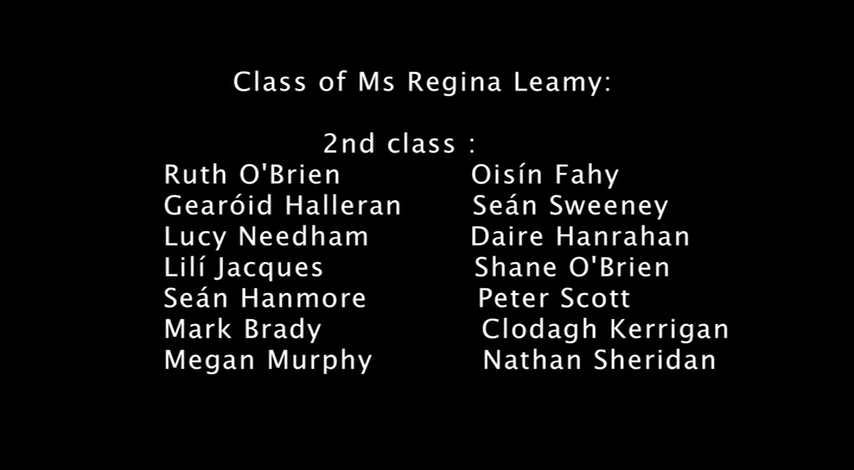 Class of Ms Regina Leamy:
2nd class :
Ruth O'Brien Oisín Fahy
Gearóid Halleran Seán Sweeney
Lucy Needham Daire Hanrahan
Lilí Jacques Shane O'Brien
Seán Hanmore Peter Scott
Mark Brady Clodagh Kerrigan
Megan Murphy Nathan Sheridan